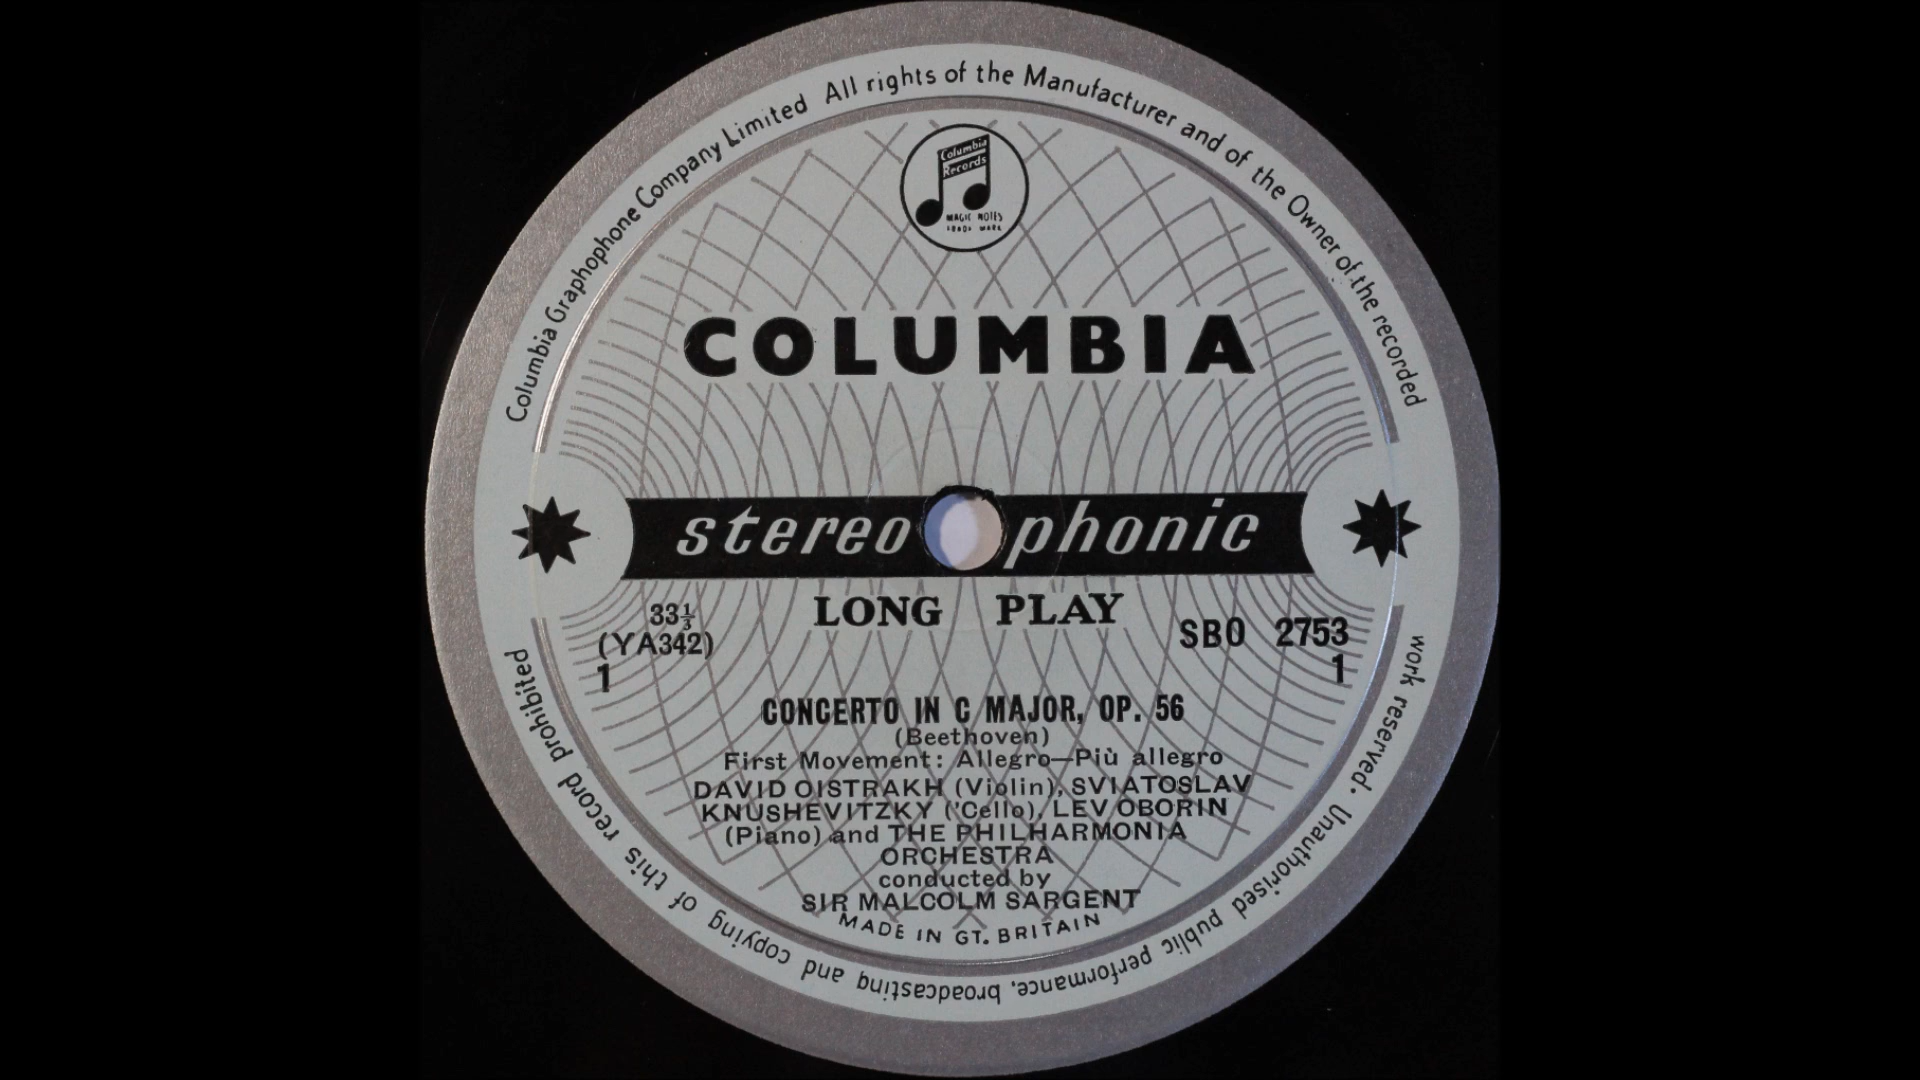 Columbia Graphophone Company Limited All rights of the Manufacturer and of the Owner of the recorded
work reserved. Unauthorised public performance, broadcasting and copying of this record prohibited
Columbia
Records
MAGIC NOTES
TRADE MARK
COLUMBIA
stereophonic
LONG PLAY
33⅓
(YA342)
1
SBO 2753
1
CONCERTO IN C MAJOR, OP. 56
(Beethoven)
First Movement: Allegro—Più allegro
DAVID OISTRAKH (Violin), SVIATOSLAV
KNUSHEVITZKY ('Cello), LEV OBORIN
(Piano) and THE PHILHARMONIA
ORCHESTRA
conducted by
SIR MALCOLM SARGENT
MADE IN GT. BRITAIN